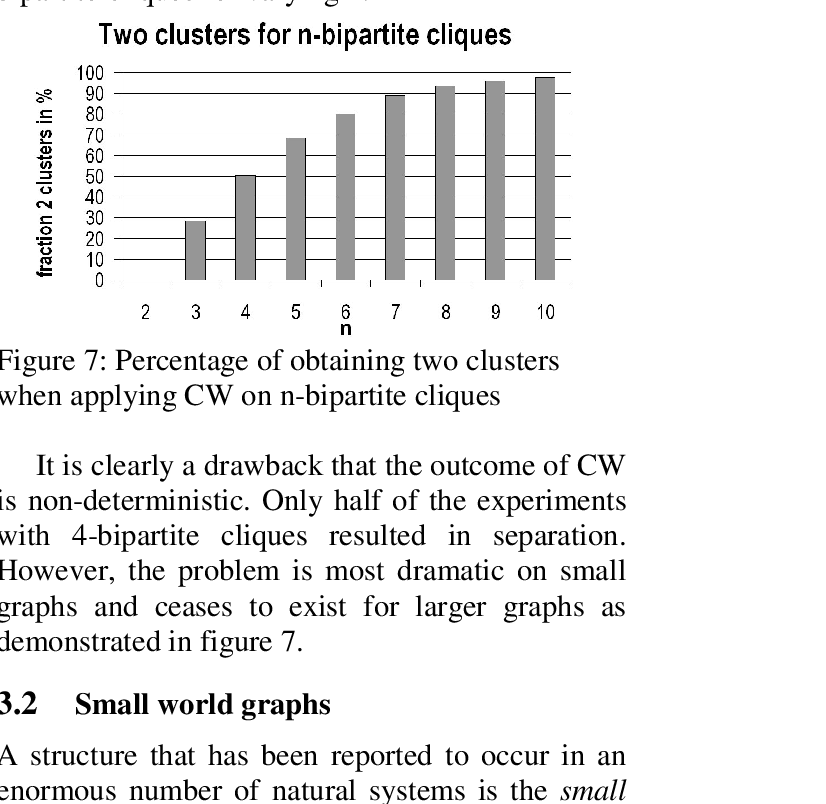 Two clusters for n-bipartite cliques
fraction 2 clusters in %
100
90
80
70
60
50
40
30
20
10
0
2 3 4 5 6 7 8 9 10
n
Figure 7: Percentage of obtaining two clusters
when applying CW on n-bipartite cliques
It is clearly a drawback that the outcome of CW
is non-deterministic. Only half of the experiments
with 4-bipartite cliques resulted in separation.
However, the problem is most dramatic on small
graphs and ceases to exist for larger graphs as
demonstrated in figure 7.
3.2 Small world graphs
A structure that has been reported to occur in an
enormous number of natural systems is the small